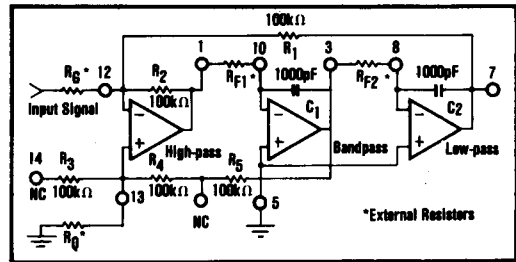 100kΩ
R1
12
1
10
3
8
RG*
R2
RF1*
1000pF
RF2*
1000pF
7
Input Signal
100kΩ
C1
C2
−
−
−
+
+
+
High-pass
Bandpass
Low-pass
14
R3
R4
R5
NC
100kΩ
100kΩ
100kΩ
13
NC
5
RQ*
*External Resistors